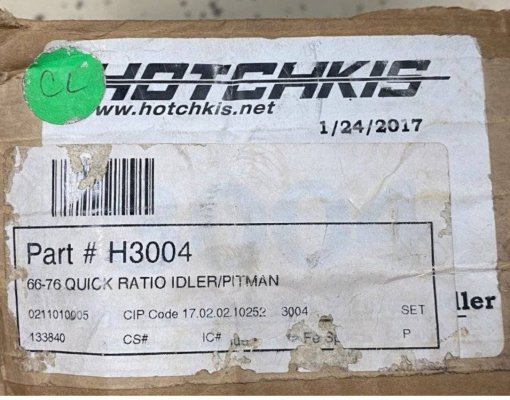 CL
HOTCHKIS
www.hotchkis.net
1/24/2017
Part # H3004
66-76 QUICK RATIO IDLER/PITMAN
0211010005 CIP Code 17.02.02.10252 3004 SET
133840 CS# IC# P
ller